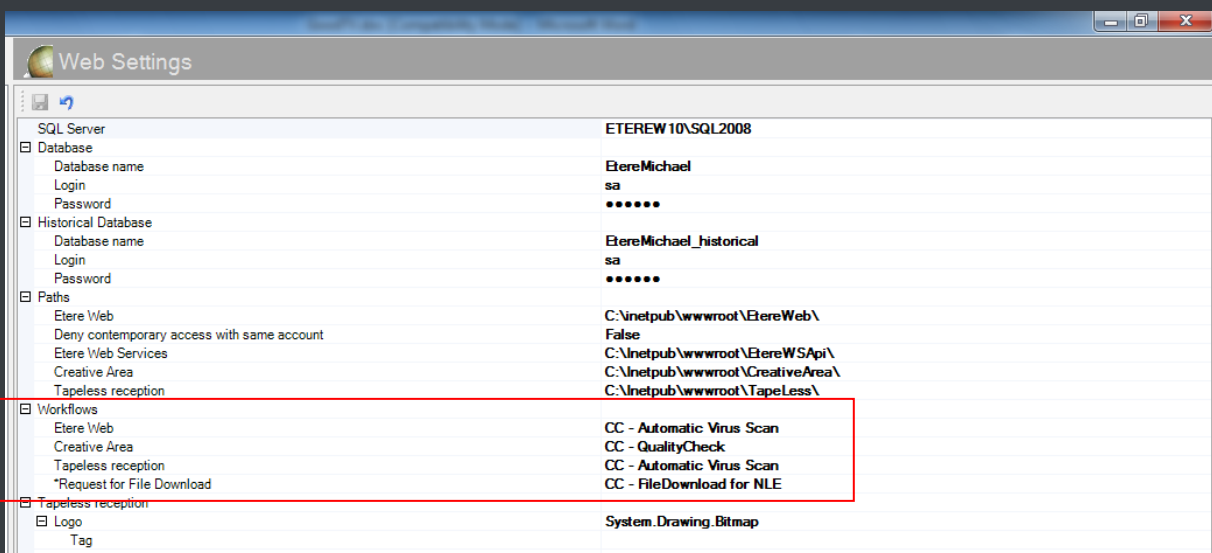 Web Settings
SQL Server ETEREW10\SQL2008
Database
Database name EtereMichael
Login sa
Password ●●●●●●
Historical Database
Database name EtereMichael_historical
Login sa
Password ●●●●●●
Paths
Etere Web C:\inetpub\wwwroot\EtereWeb\
Deny contemporary access with same account False
Etere Web Services C:\Inetpub\wwwroot\EtereWSApi\
Creative Area C:\Inetpub\wwwroot\CreativeArea\
Tapeless reception C:\Inetpub\wwwroot\TapeLess\
Workflows
Etere Web CC - Automatic Virus Scan
Creative Area CC - QualityCheck
Tapeless reception CC - Automatic Virus Scan
*Request for File Download CC - FileDownload for NLE
Tapeless reception
Logo System.Drawing.Bitmap
Tag